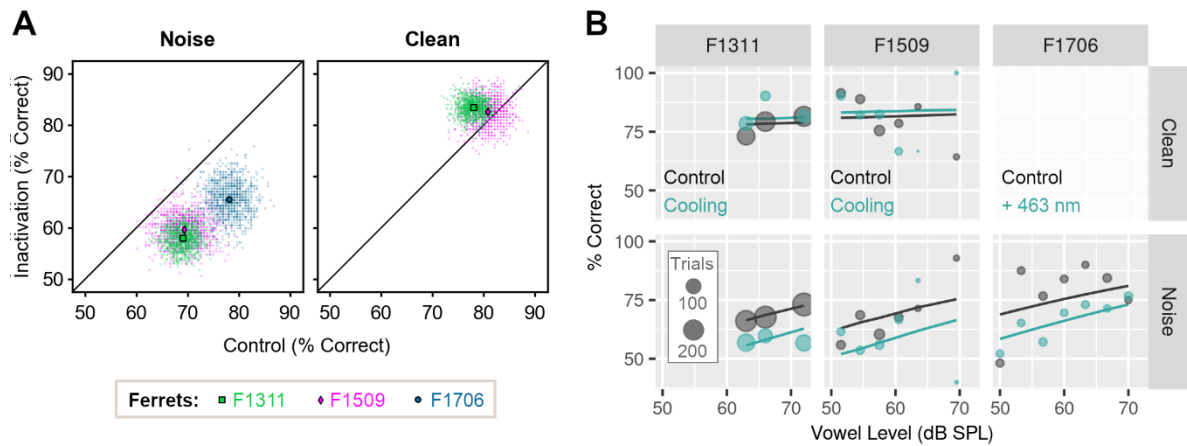 A
Noise
Clean
Inactivation (% Correct)
90
80
70
60
50
50 60 70 80 90
50 60 70 80 90
Control (% Correct)
Ferrets: F1311 F1509 F1706
B
F1311 F1509 F1706
% Correct
100
75
50
Control
Cooling
Control
Cooling
Control
+ 463 nm
Clean
100
75
50
Trials
100
200
Noise
50 60 70
50 60 70
50 60 70
Vowel Level (dB SPL)